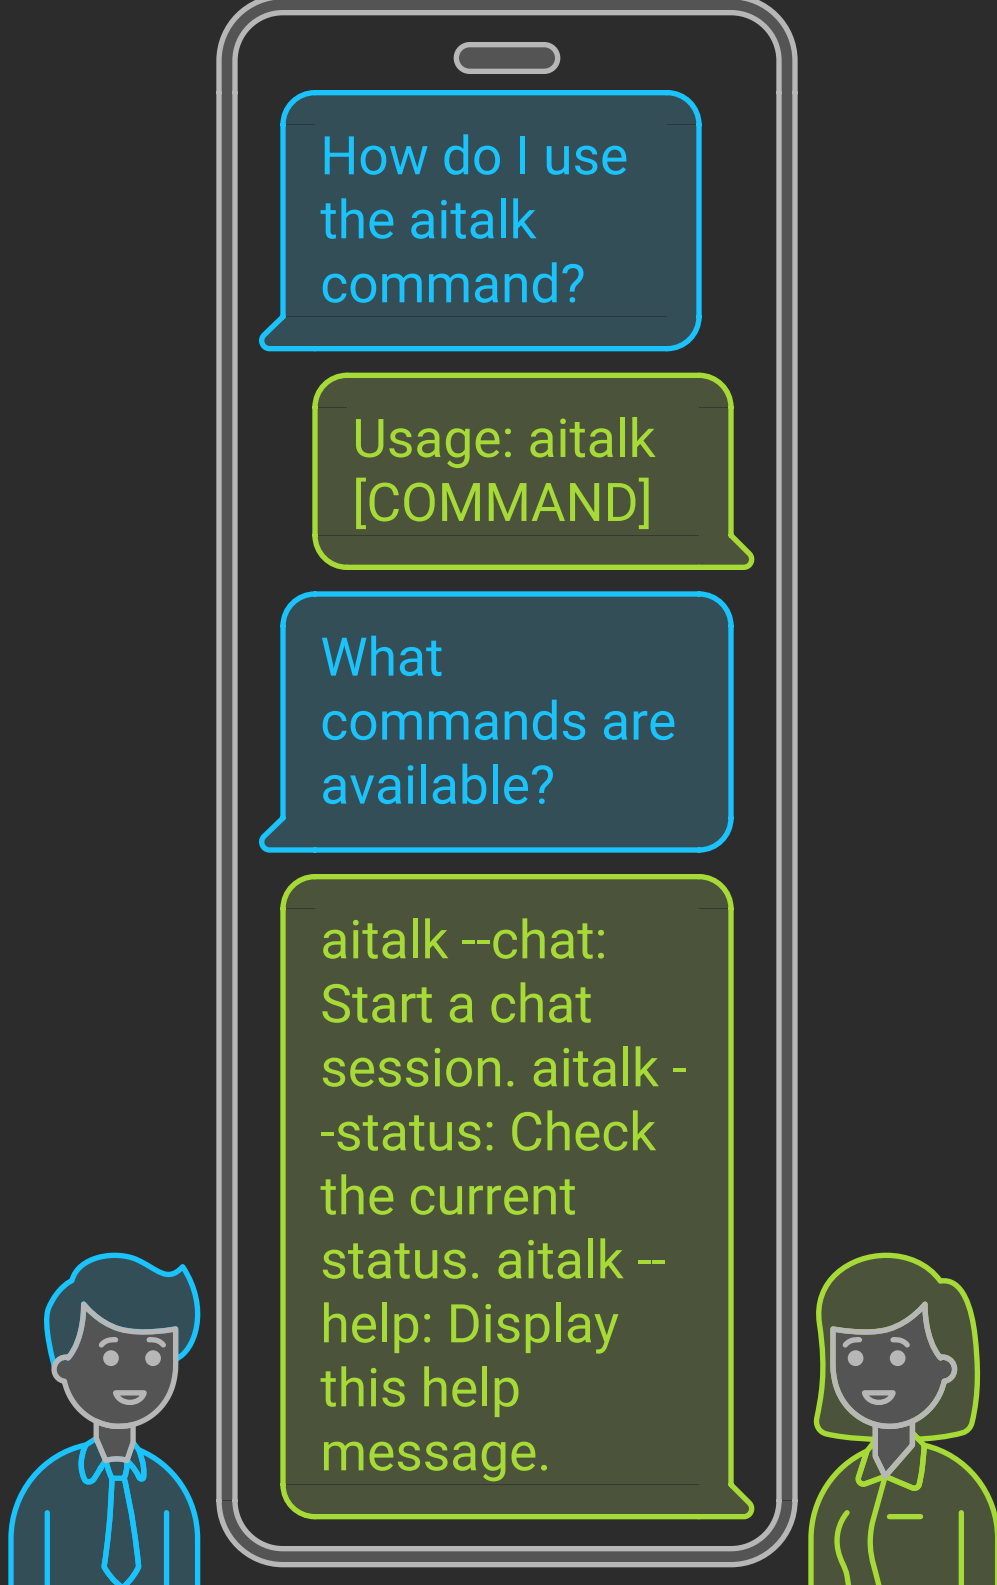 How do I use
the aitalk
command?
Usage: aitalk
[COMMAND]
What
commands are
available?
aitalk --chat:
Start a chat
session. aitalk -
-status: Check
the current
status. aitalk --
help: Display
this help
message.